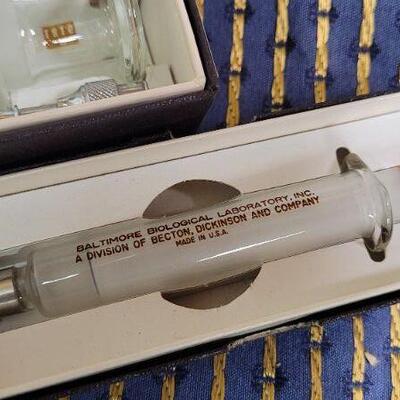 BALTIMORE BIOLOGICAL LABORATORY, INC.
A DIVISION OF BECTON, DICKINSON AND COMPANY
MADE IN U.S.A.